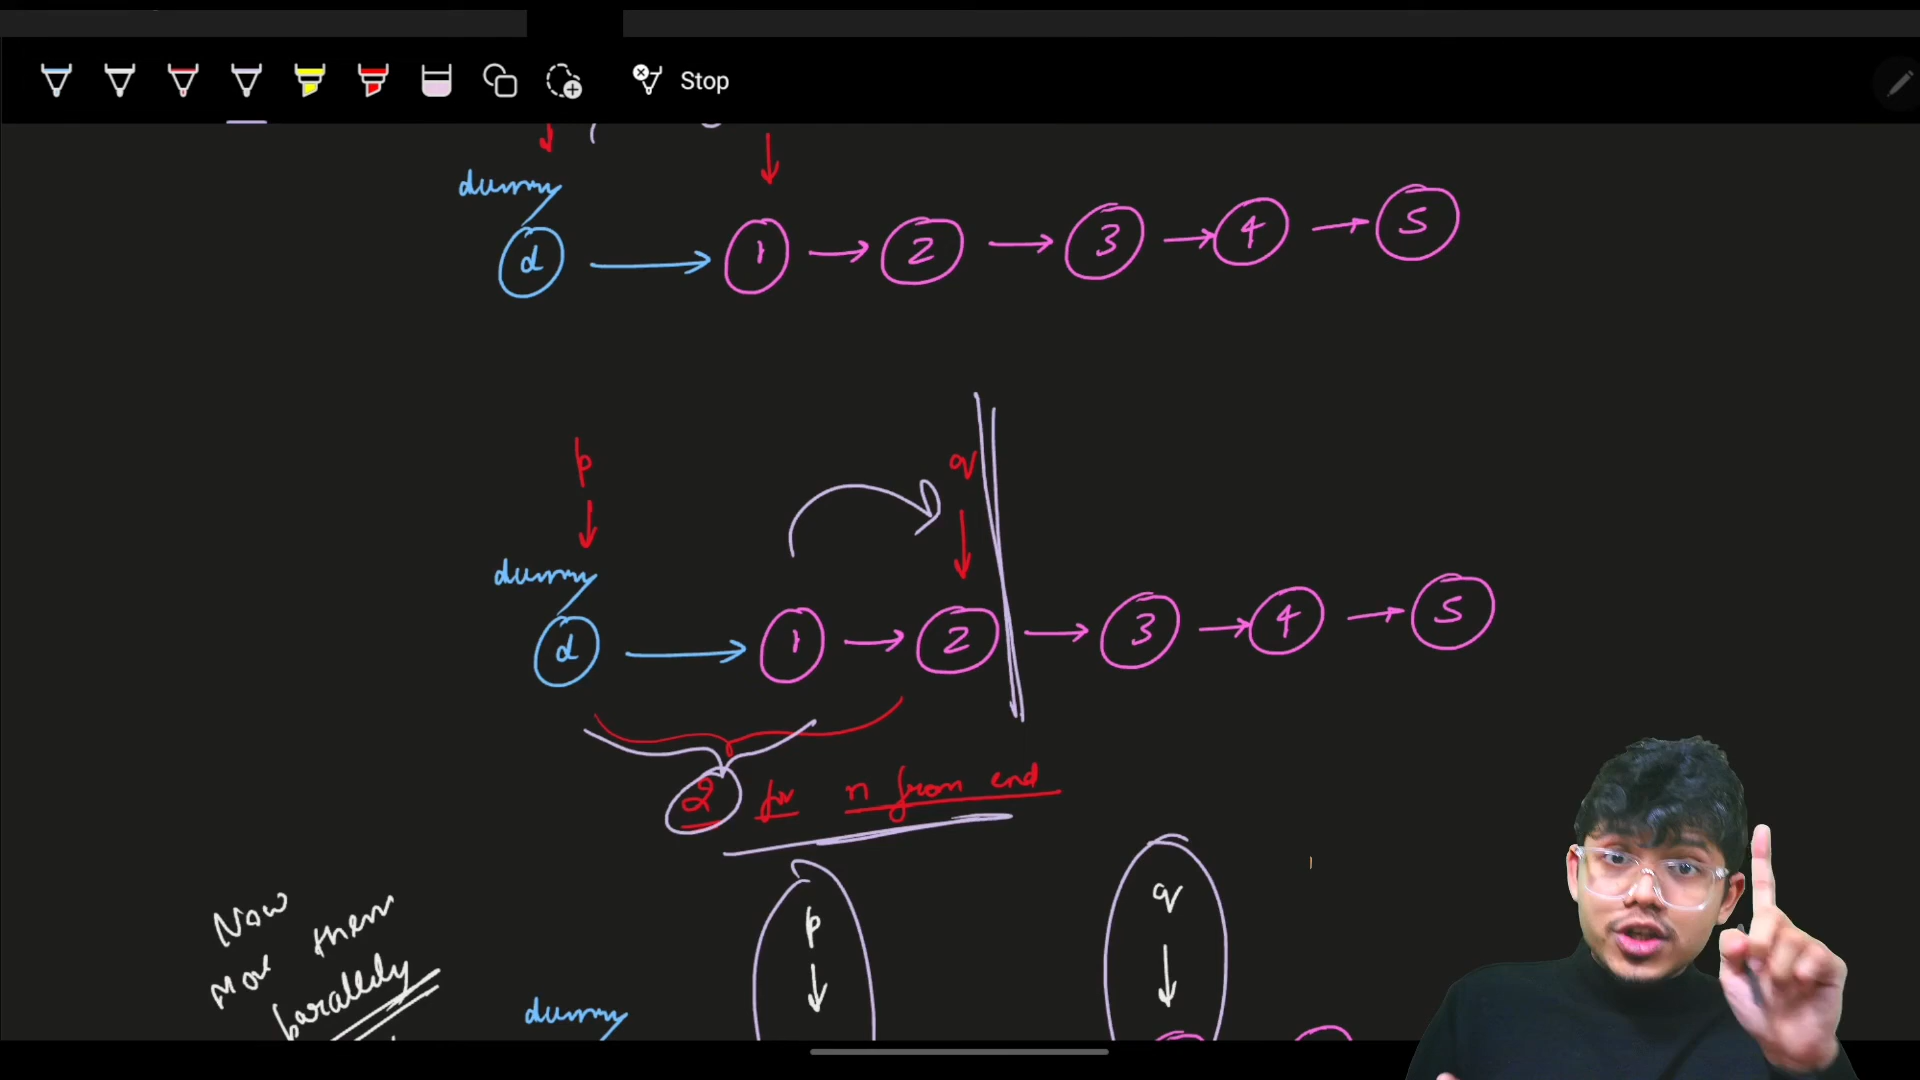 Stop
dummy
d 1 2 3 4 5
p q
dummy
d 1 2 3 4 5
2 for n from end
p q
Now
Mov them
parallely
dummy